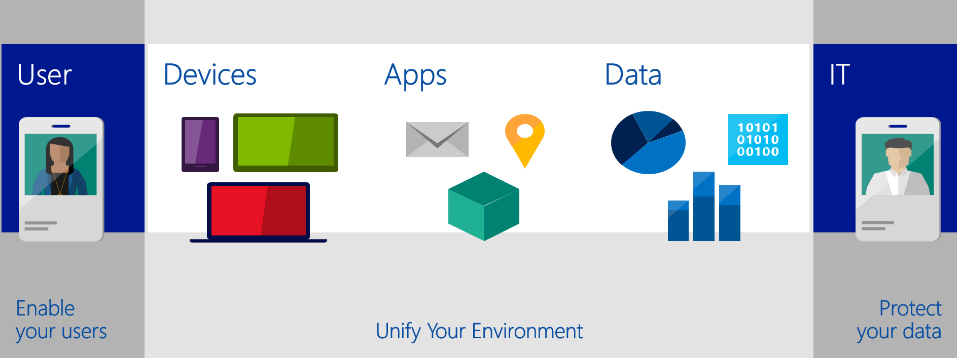 User
Devices
Apps
Data
IT
10101
01010
00100
Enable
your users
Unify Your Environment
Protect
your data